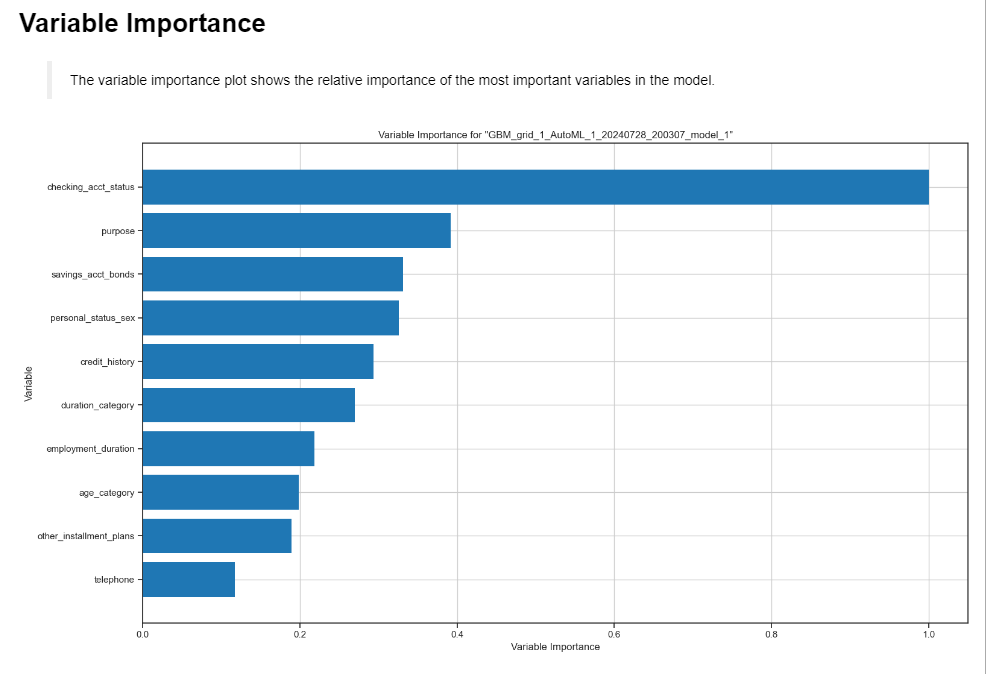 Variable Importance
The variable importance plot shows the relative importance of the most important variables in the model.
Variable Importance for "GBM_grid_1_AutoML_1_20240728_200307_model_1"
checking_acct_status
purpose
savings_acct_bonds
personal_status_sex
credit_history
Variable
duration_category
employment_duration
age_category
other_installment_plans
telephone
0.0 0.2 0.4 0.6 0.8 1.0
Variable Importance